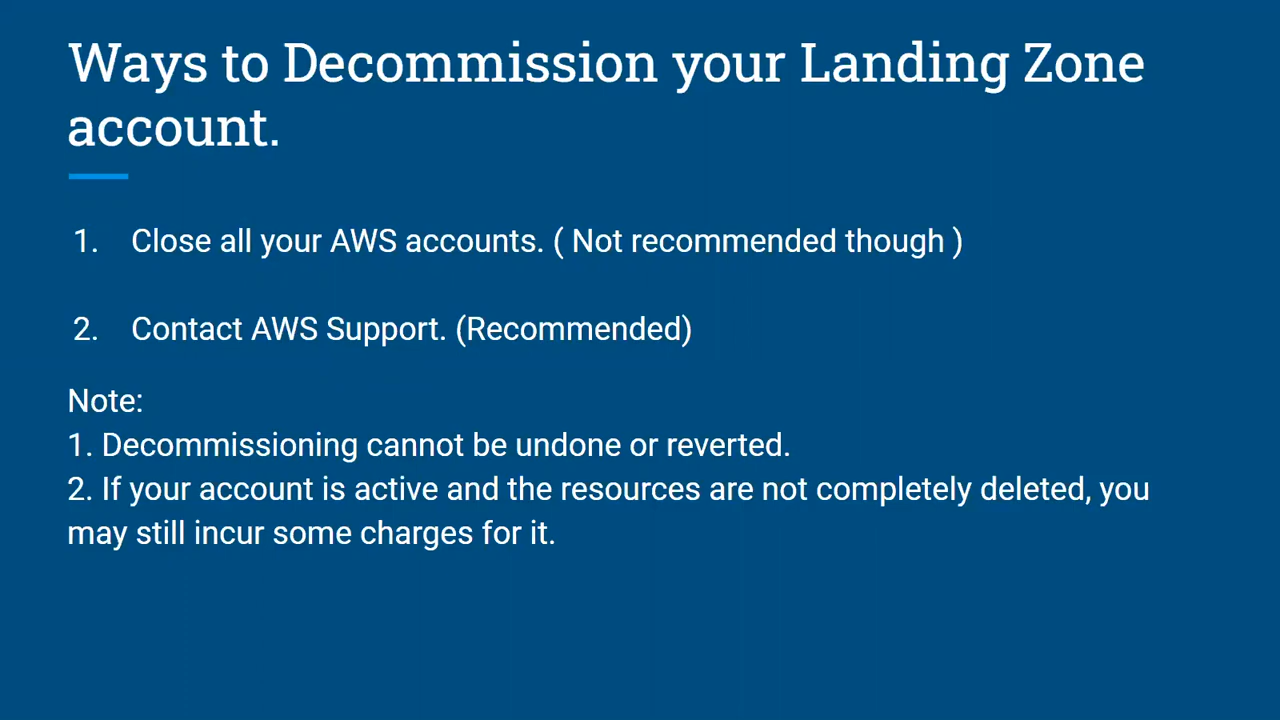 Ways to Decommission your Landing Zone
account.
1. Close all your AWS accounts. ( Not recommended though )
2. Contact AWS Support. (Recommended)
Note:
1. Decommissioning cannot be undone or reverted.
2. If your account is active and the resources are not completely deleted, you
may still incur some charges for it.